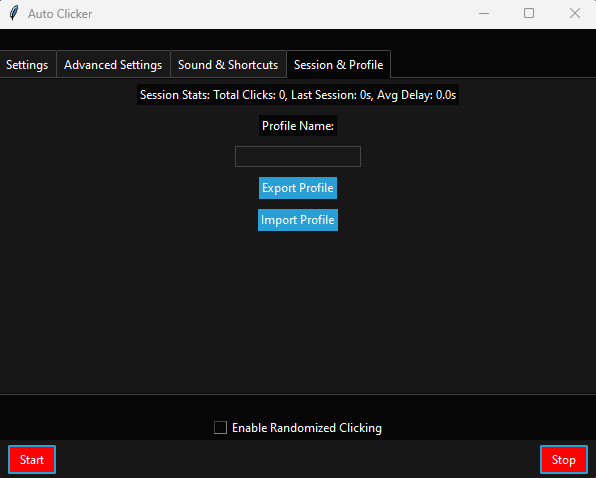 Auto Clicker
Settings Advanced Settings Sound & Shortcuts Session & Profile
Session Stats: Total Clicks: 0, Last Session: 0s, Avg Delay: 0.0s
Profile Name:
Export Profile
Import Profile
Enable Randomized Clicking
Start Stop